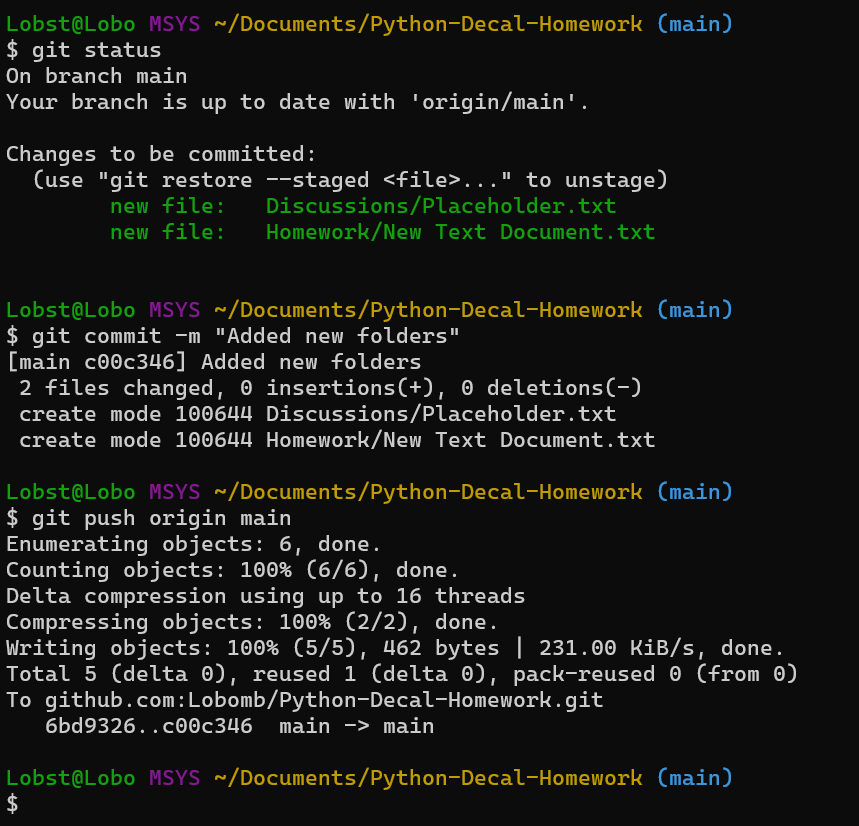 Lobst@Lobo MSYS ~/Documents/Python-Decal-Homework (main)
$ git status
On branch main
Your branch is up to date with 'origin/main'.
Changes to be committed:
  (use "git restore --staged <file>..." to unstage)
        new file:   Discussions/Placeholder.txt
        new file:   Homework/New Text Document.txt
Lobst@Lobo MSYS ~/Documents/Python-Decal-Homework (main)
$ git commit -m "Added new folders"
[main c00c346] Added new folders
 2 files changed, 0 insertions(+), 0 deletions(-)
 create mode 100644 Discussions/Placeholder.txt
 create mode 100644 Homework/New Text Document.txt
Lobst@Lobo MSYS ~/Documents/Python-Decal-Homework (main)
$ git push origin main
Enumerating objects: 6, done.
Counting objects: 100% (6/6), done.
Delta compression using up to 16 threads
Compressing objects: 100% (2/2), done.
Writing objects: 100% (5/5), 462 bytes | 231.00 KiB/s, done.
Total 5 (delta 0), reused 1 (delta 0), pack-reused 0 (from 0)
To github.com:Lobomb/Python-Decal-Homework.git
   6bd9326..c00c346  main -> main
Lobst@Lobo MSYS ~/Documents/Python-Decal-Homework (main)
$